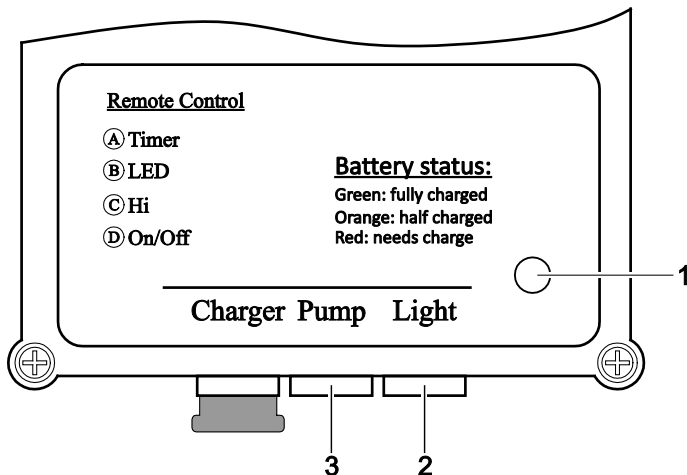 Remote Control
Ⓐ Timer
Ⓑ LED
Ⓒ Hi
Ⓓ On/Off
Battery status:
Green: fully charged
Orange: half charged
Red: needs charge
1
Charger Pump Light
3 2